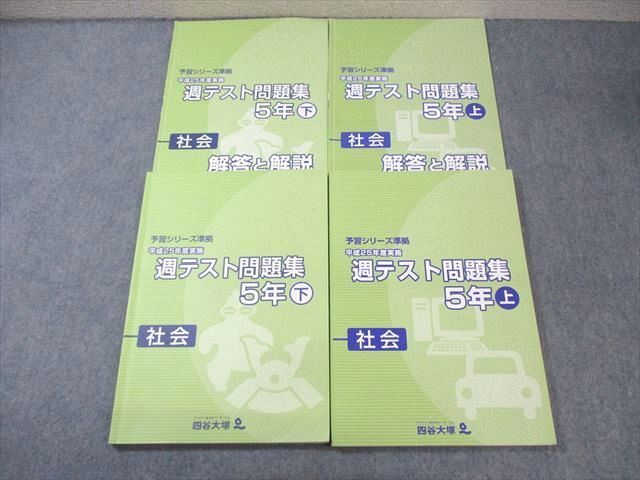 予習シリーズ準拠
平成25年度実施
週テスト問題集
5年下
社会
解答と解説
予習シリーズ準拠
平成25年度実施
週テスト問題集
5年上
社会
解答と解説
予習シリーズ準拠
平成25年度実施
週テスト問題集
5年下
社会
四谷大塚
予習シリーズ準拠
平成25年度実施
週テスト問題集
5年上
社会
四谷大塚